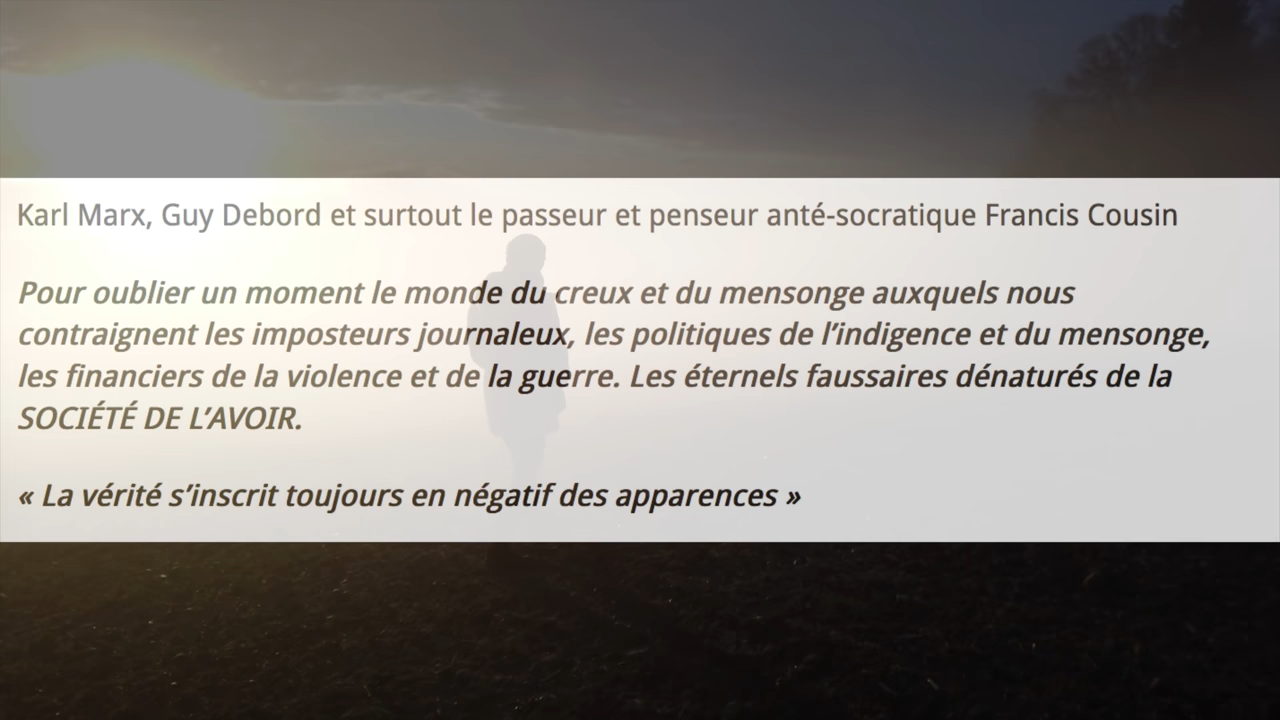 Karl Marx, Guy Debord et surtout le passeur et penseur anté-socratique Francis Cousin
Pour oublier un moment le monde du creux et du mensonge auxquels nous
contraignent les imposteurs journaleux, les politiques de l’indigence et du mensonge,
les financiers de la violence et de la guerre. Les éternels faussaires dénaturés de la
SOCIÉTÉ DE L’AVOIR.
« La vérité s’inscrit toujours en négatif des apparences »